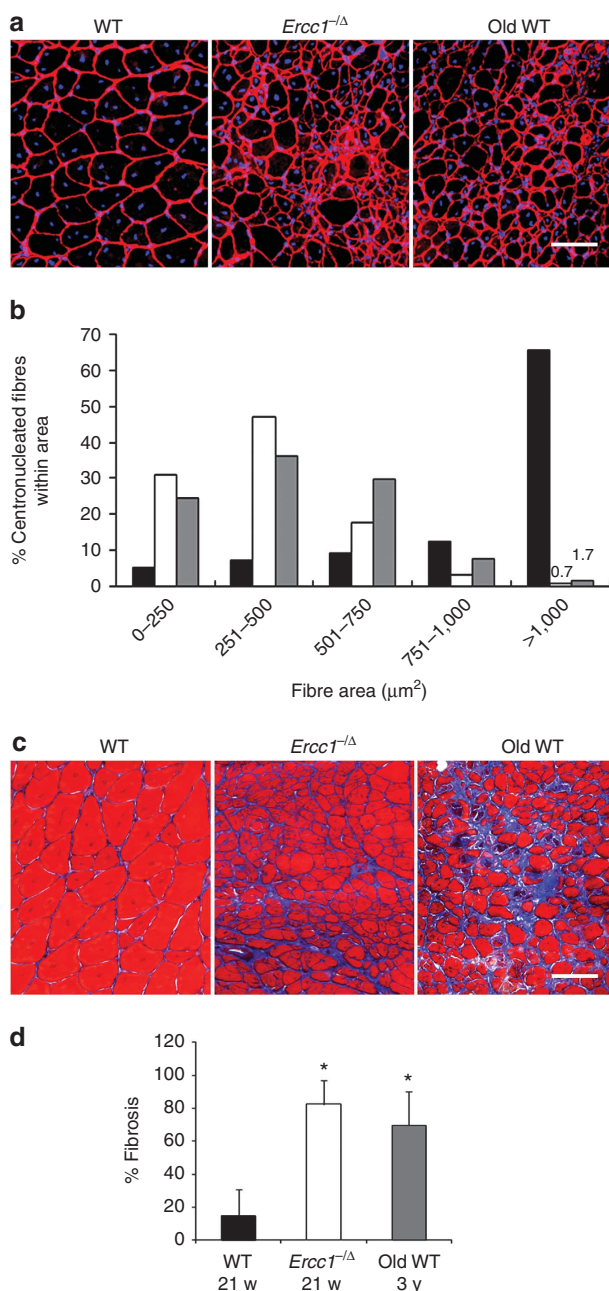 a
WT Ercc1−/Δ Old WT
b
% Centronucleated fibres
within area
70
60
50
40
30
20
10
0
0.7
1.7
0–250
251–500
501–750
751–1,000
>1,000
Fibre area (μm²)
c
WT Ercc1−/Δ Old WT
d
% Fibrosis
120
100
80
60
40
20
0
*
*
WT Ercc1−/Δ Old WT
21 w 21 w 3 y